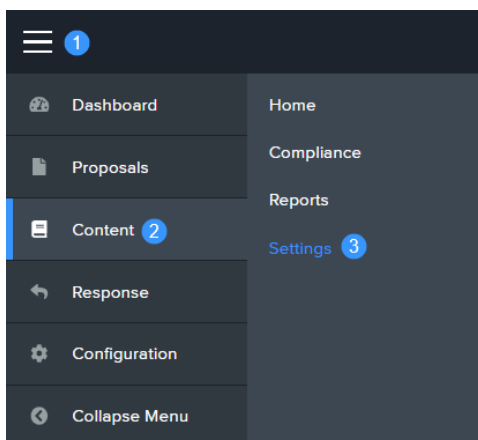 1
Dashboard
Proposals
Content 2
Response
Configuration
Collapse Menu
Home
Compliance
Reports
Settings 3